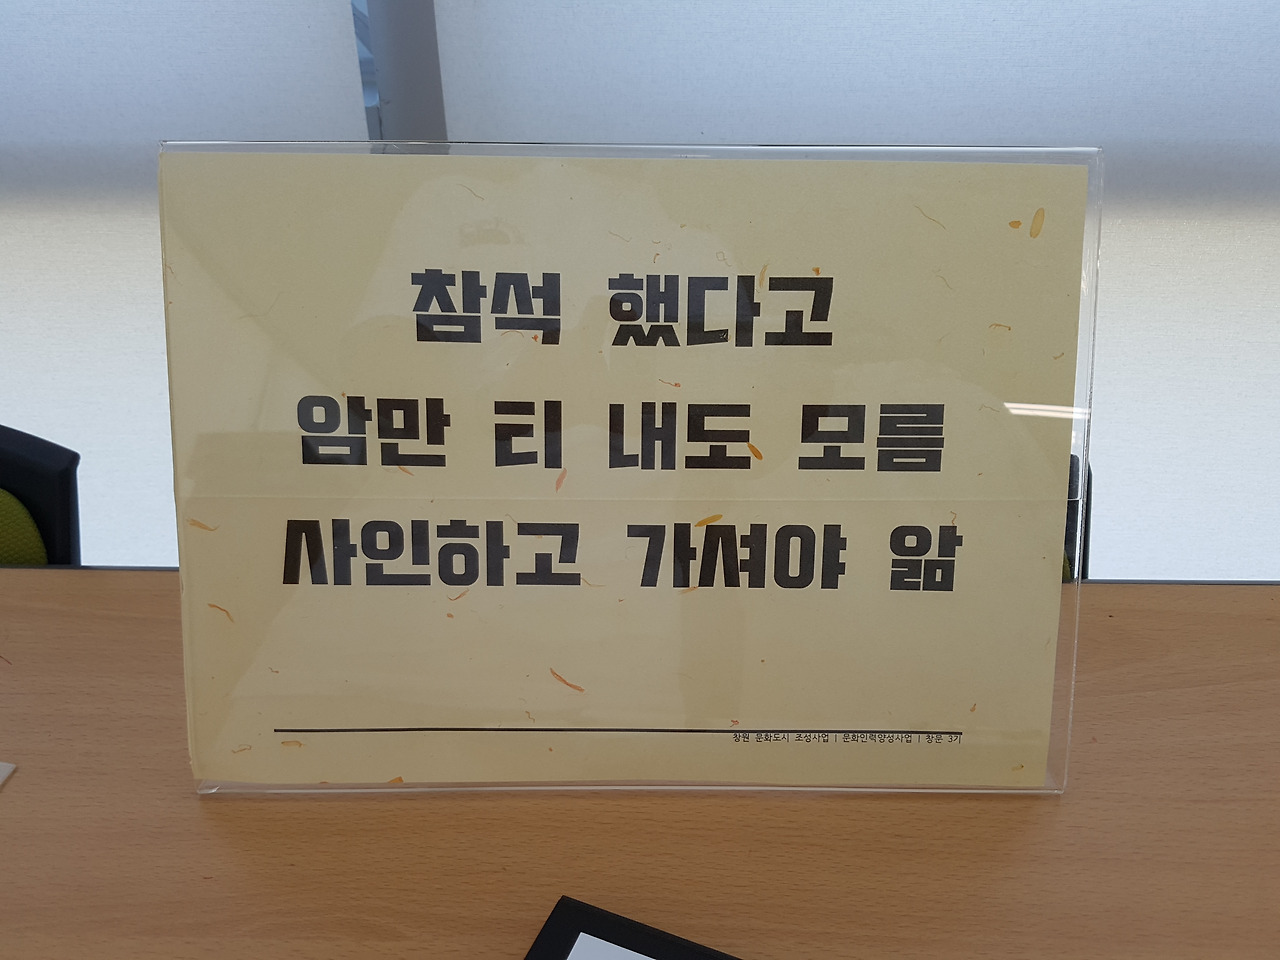 참석 했다고
암만 티 내도 모름
사인하고 가셔야 앎
창원 문화도시 조성사업 | 문화인력양성사업 | 창문 3기